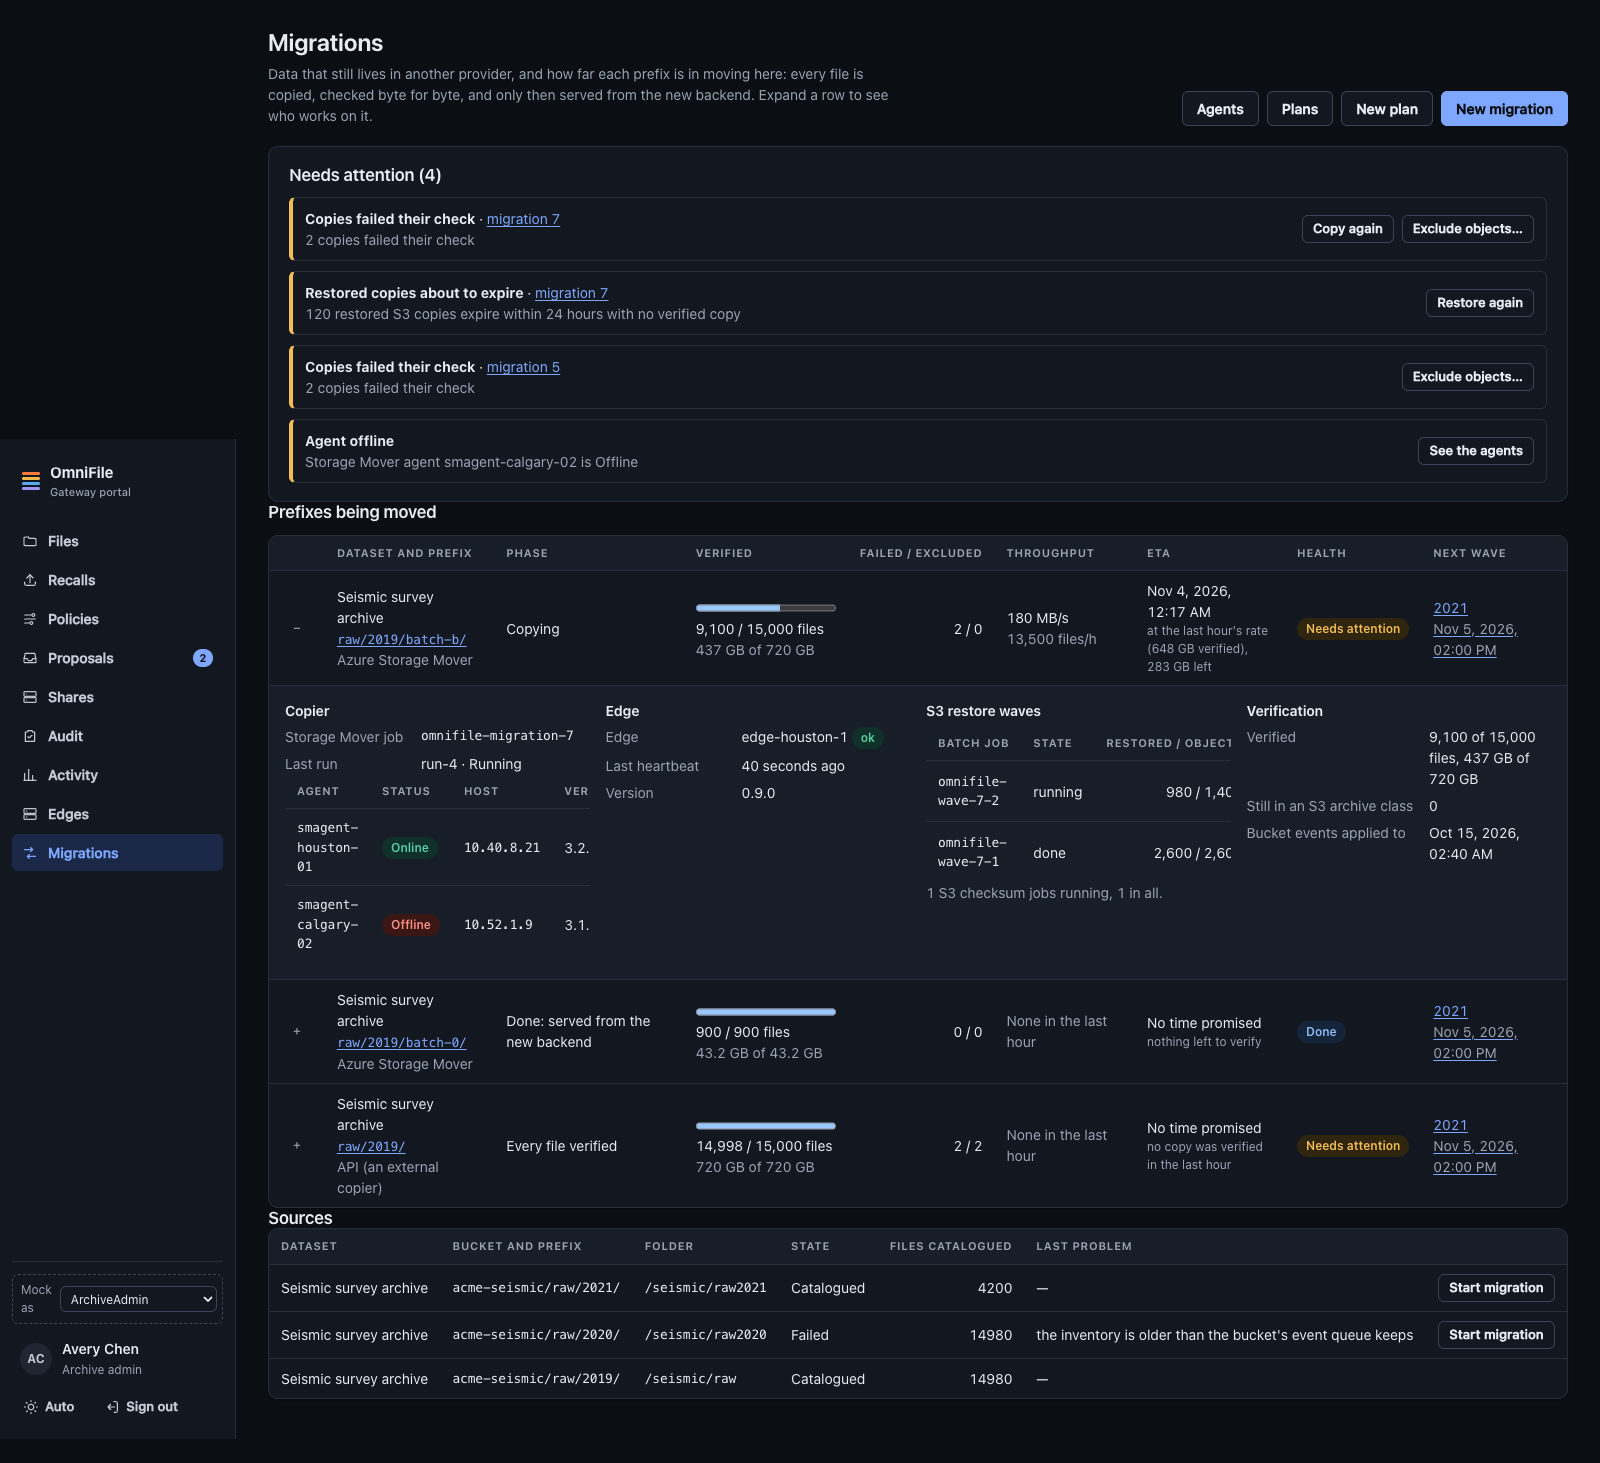 Migrations
Data that still lives in another provider, and how far each prefix is in moving here: every file is
copied, checked byte for byte, and only then served from the new backend. Expand a row to see
who works on it.
Agents
Plans
New plan
New migration
Needs attention (4)
Copies failed their check · migration 7
2 copies failed their check
Copy again
Exclude objects...
Restored copies about to expire · migration 7
120 restored S3 copies expire within 24 hours with no verified copy
Restore again
Copies failed their check · migration 5
2 copies failed their check
Exclude objects...
Agent offline
Storage Mover agent smagent-calgary-02 is Offline
See the agents
OmniFile
Gateway portal
Files
Recalls
Policies
Proposals 2
Shares
Audit
Activity
Edges
Migrations
Mock as
ArchiveAdmin
AC
Avery Chen
Archive admin
Auto
Sign out
Prefixes being moved
DATASET AND PREFIX PHASE VERIFIED FAILED / EXCLUDED THROUGHPUT ETA HEALTH NEXT WAVE
−
Seismic survey
archive
raw/2019/batch-b/
Azure Storage Mover
Copying
9,100 / 15,000 files
437 GB of 720 GB
2 / 0
180 MB/s
13,500 files/h
Nov 4, 2026,
12:17 AM
at the last hour's rate
(648 GB verified),
283 GB left
Needs attention
2021
Nov 5, 2026,
02:00 PM
Copier
Storage Mover job omnifile-migration-7
Last run run-4 · Running
AGENT STATUS HOST VER
smagent-
houston-
01
Online
10.40.8.21
3.2.
smagent-
calgary-
02
Offline
10.52.1.9
3.1.
Edge
Edge edge-houston-1 ok
Last heartbeat 40 seconds ago
Version 0.9.0
S3 restore waves
BATCH JOB STATE RESTORED / OBJECT
omnifile-
wave-7-2
running
980 / 1,40
omnifile-
wave-7-1
done
2,600 / 2,60
1 S3 checksum jobs running, 1 in all.
Verification
Verified
9,100 of 15,000
files, 437 GB of
720 GB
Still in an S3 archive class 0
Bucket events applied to
Oct 15, 2026,
02:40 AM
+
Seismic survey
archive
raw/2019/batch-0/
Azure Storage Mover
Done: served from the
new backend
900 / 900 files
43.2 GB of 43.2 GB
0 / 0
None in the last
hour
No time promised
nothing left to verify
Done
2021
Nov 5, 2026,
02:00 PM
+
Seismic survey
archive
raw/2019/
API (an external
copier)
Every file verified
14,998 / 15,000 files
720 GB of 720 GB
2 / 2
None in the last
hour
No time promised
no copy was verified
in the last hour
Needs attention
2021
Nov 5, 2026,
02:00 PM
Sources
DATASET BUCKET AND PREFIX FOLDER STATE FILES CATALOGUED LAST PROBLEM
Seismic survey archive acme-seismic/raw/2021/ /seismic/raw2021 Catalogued 4200 — Start migration
Seismic survey archive acme-seismic/raw/2020/ /seismic/raw2020 Failed 14980 the inventory is older than the bucket's event queue keeps Start migration
Seismic survey archive acme-seismic/raw/2019/ /seismic/raw Catalogued 14980 —